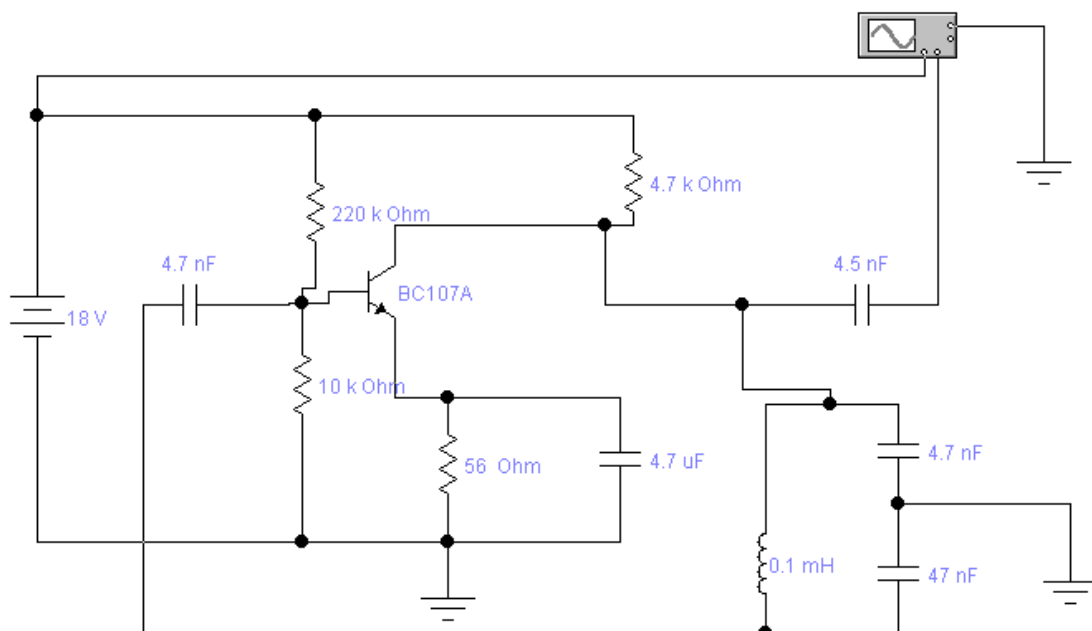 4.7 k Ohm
220 k Ohm
4.7 nF
4.5 nF
BC107A
18 V
10 k Ohm
56 Ohm
4.7 uF
4.7 nF
0.1 mH
47 nF